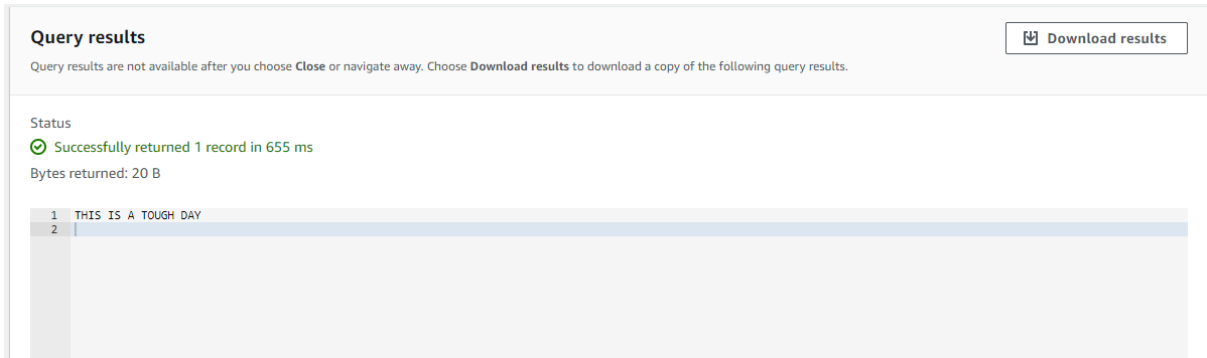 Query results
Download results
Query results are not available after you choose Close or navigate away. Choose Download results to download a copy of the following query results.
Status
Successfully returned 1 record in 655 ms
Bytes returned: 20 B
1 THIS IS A TOUGH DAY
2